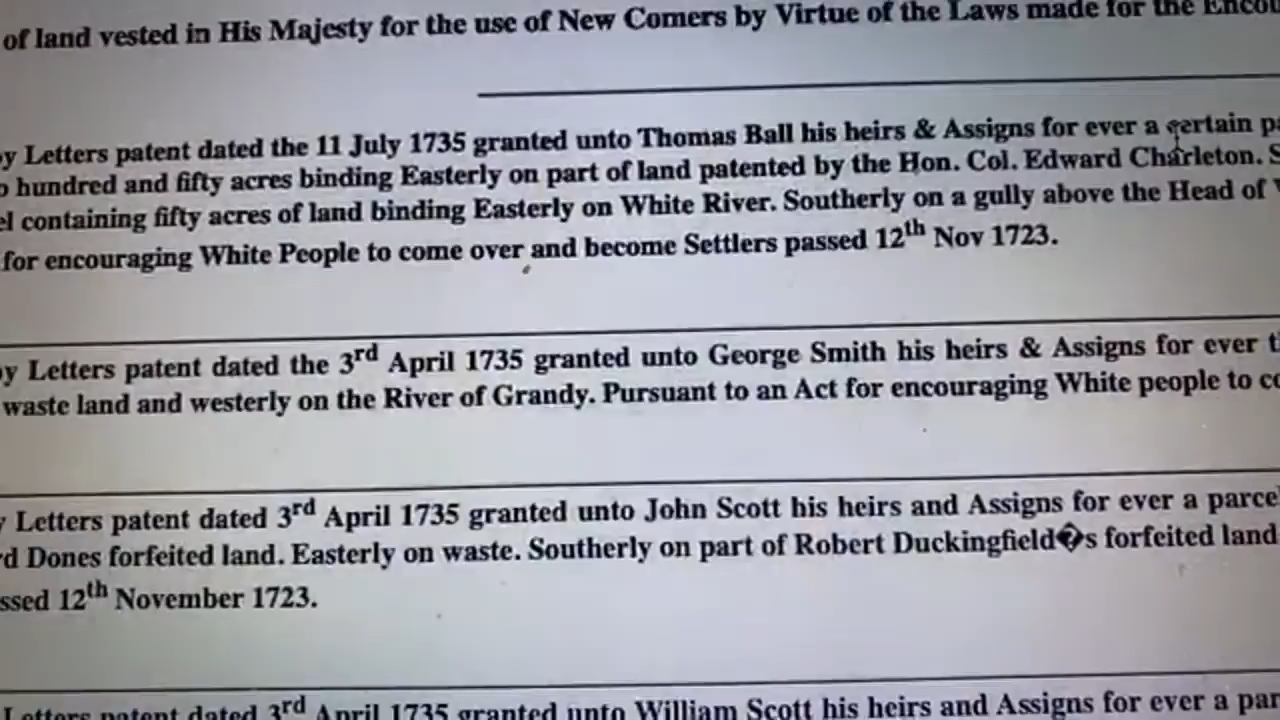 of land vested in His Majesty for the use of New Comers by Virtue of the Laws made for the Encou
y Letters patent dated the 11 July 1735 granted unto Thomas Ball his heirs & Assigns for ever a certain pa
o hundred and fifty acres binding Easterly on part of land patented by the Hon. Col. Edward Charleton. S
el containing fifty acres of land binding Easterly on White River. Southerly on a gully above the Head of
for encouraging White People to come over and become Settlers passed 12th Nov 1723.
y Letters patent dated the 3rd April 1735 granted unto George Smith his heirs & Assigns for ever t
waste land and westerly on the River of Grandy. Pursuant to an Act for encouraging White people to co
Letters patent dated 3rd April 1735 granted unto John Scott his heirs and Assigns for ever a parce
d Dones forfeited land. Easterly on waste. Southerly on part of Robert Duckingfield�s forfeited land
ssed 12th November 1723.
Letters patent dated 3rd April 1735 granted unto William Scott his heirs and Assigns for ever a par